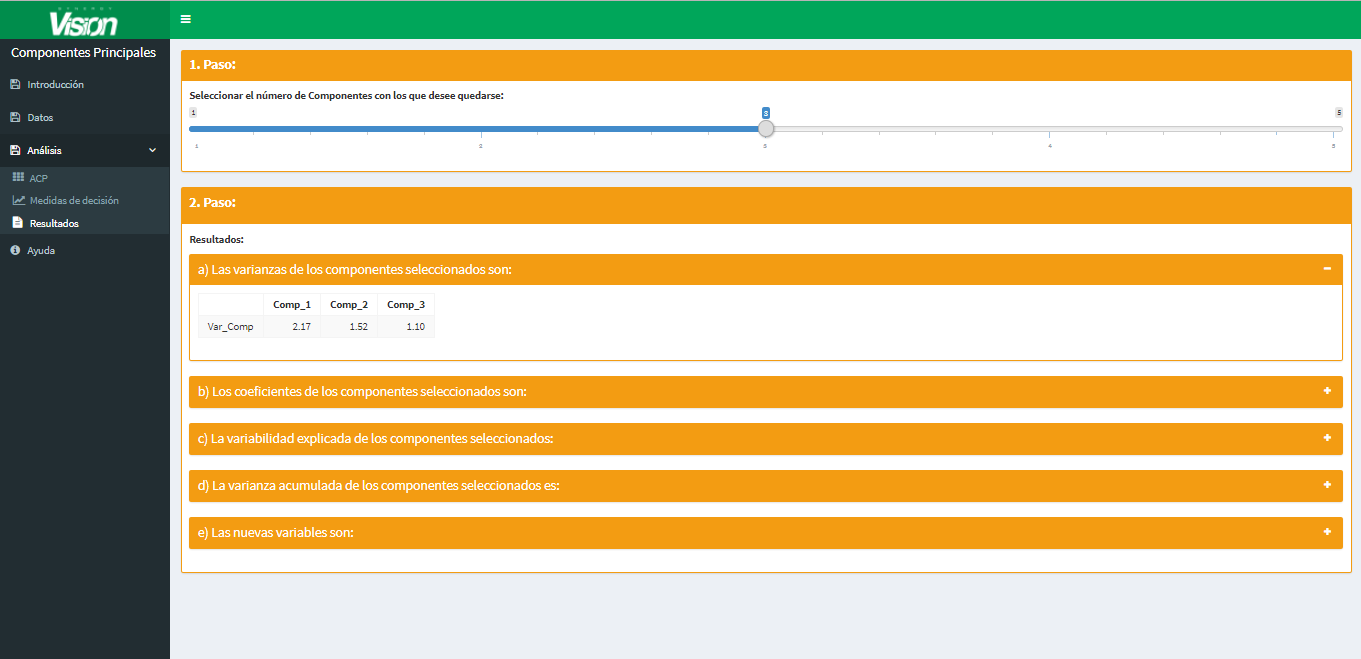 SYNERGY
Vision
Componentes Principales
Introducción
Datos
Análisis
ACP
Medidas de decisión
Resultados
Ayuda
1. Paso:
Seleccionar el número de Componentes con los que desee quedarse:
1 3 5
1 2 3 4 5
2. Paso:
Resultados:
a) Las varianzas de los componentes seleccionados son:
Comp_1 Comp_2 Comp_3
Var_Comp 2.17 1.52 1.10
b) Los coeficientes de los componentes seleccionados son:
c) La variabilidad explicada de los componentes seleccionados:
d) La varianza acumulada de los componentes seleccionados es:
e) Las nuevas variables son: